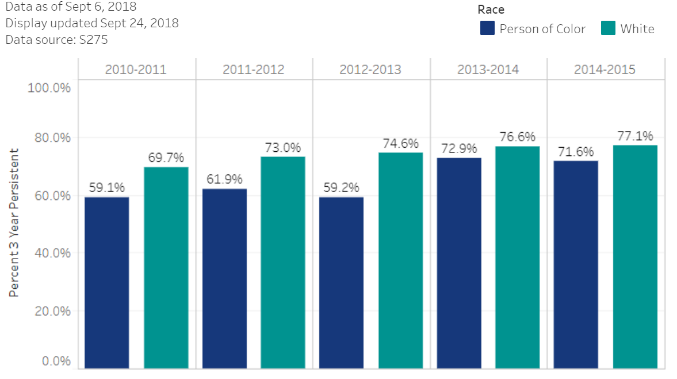 Data as of Sept 6, 2018
Display updated Sept 24, 2018
Data source: S275
Race
Person of Color White
2010-2011 2011-2012 2012-2013 2013-2014 2014-2015
Percent 3 Year Persistent
100.0%
80.0%
60.0%
40.0%
20.0%
0.0%
59.1% 69.7% 61.9% 73.0% 59.2% 74.6% 72.9% 76.6% 71.6% 77.1%